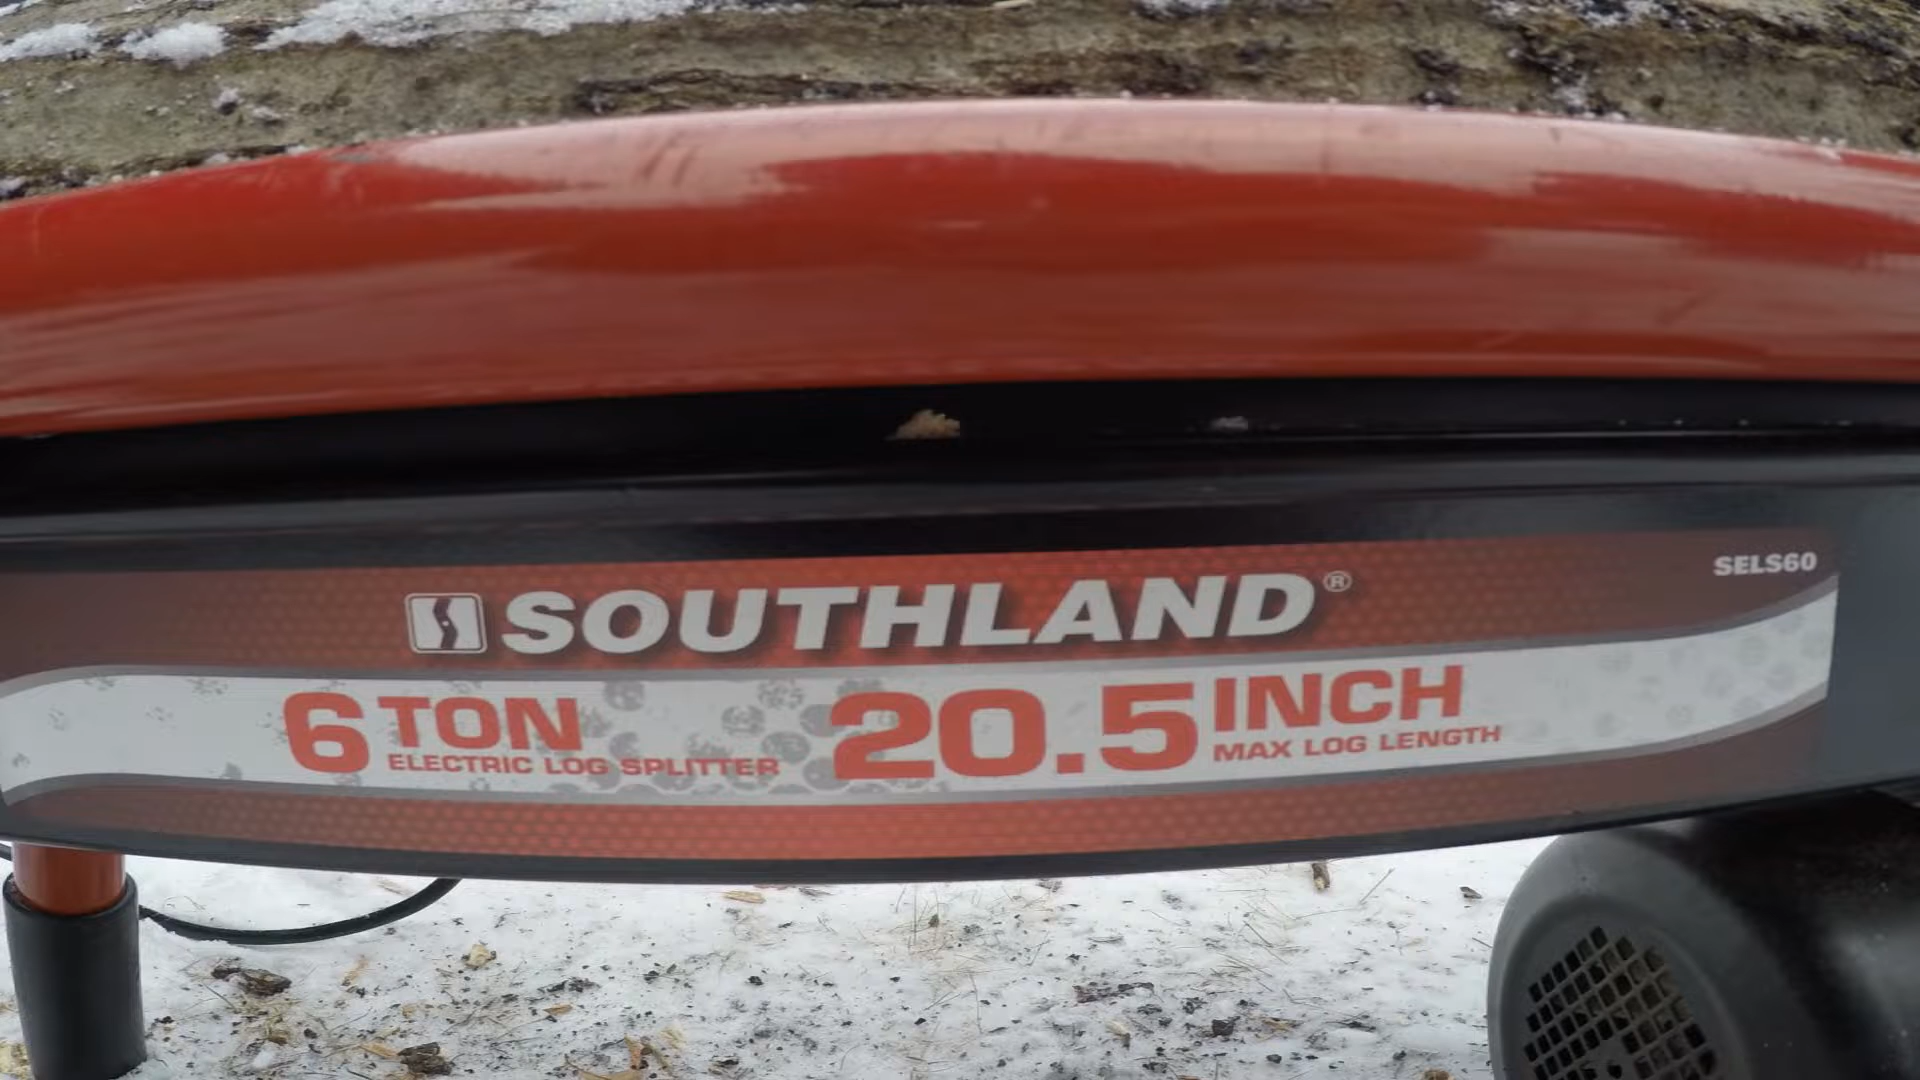 SELS60
SOUTHLAND®
6 TON
ELECTRIC LOG SPLITTER
20.5 INCH
MAX LOG LENGTH